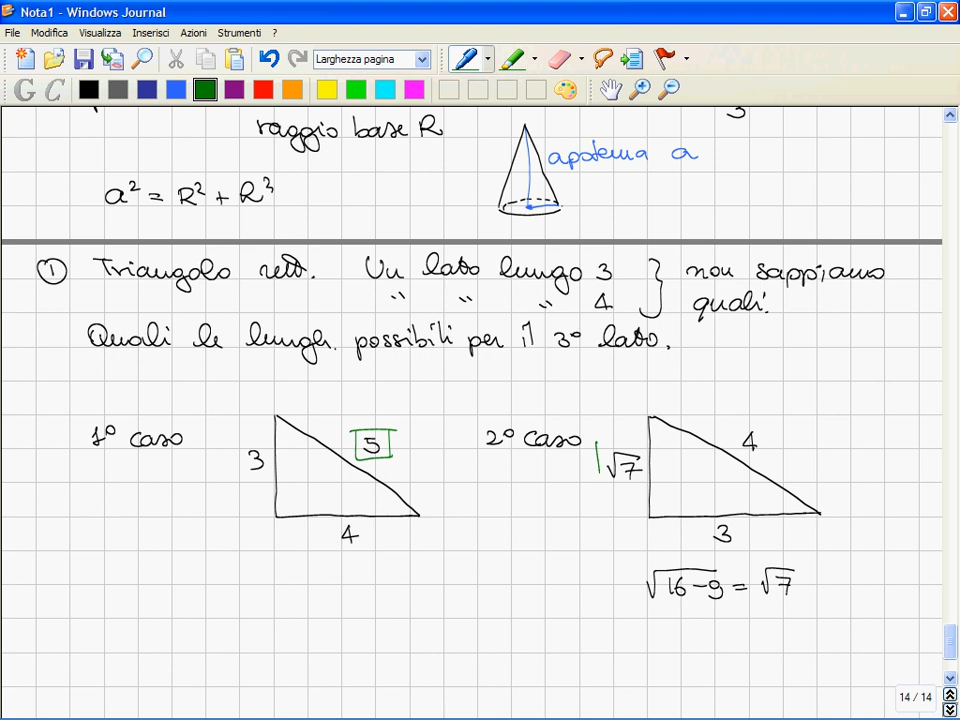 Nota1 - Windows Journal
File Modifica Visualizza Inserisci Azioni Strumenti ?
Larghezza pagina
G C
3
raggio base R
apotema a
a² = R² + R³
① Triangolo rett. Un lato lungo 3 } non sappiamo
" " " 4 } quali.
Quali le lungh. possibili per il 3° lato.
1° caso
3
5
4
2° caso
√7
4
3
√16-9 = √7
14 / 14